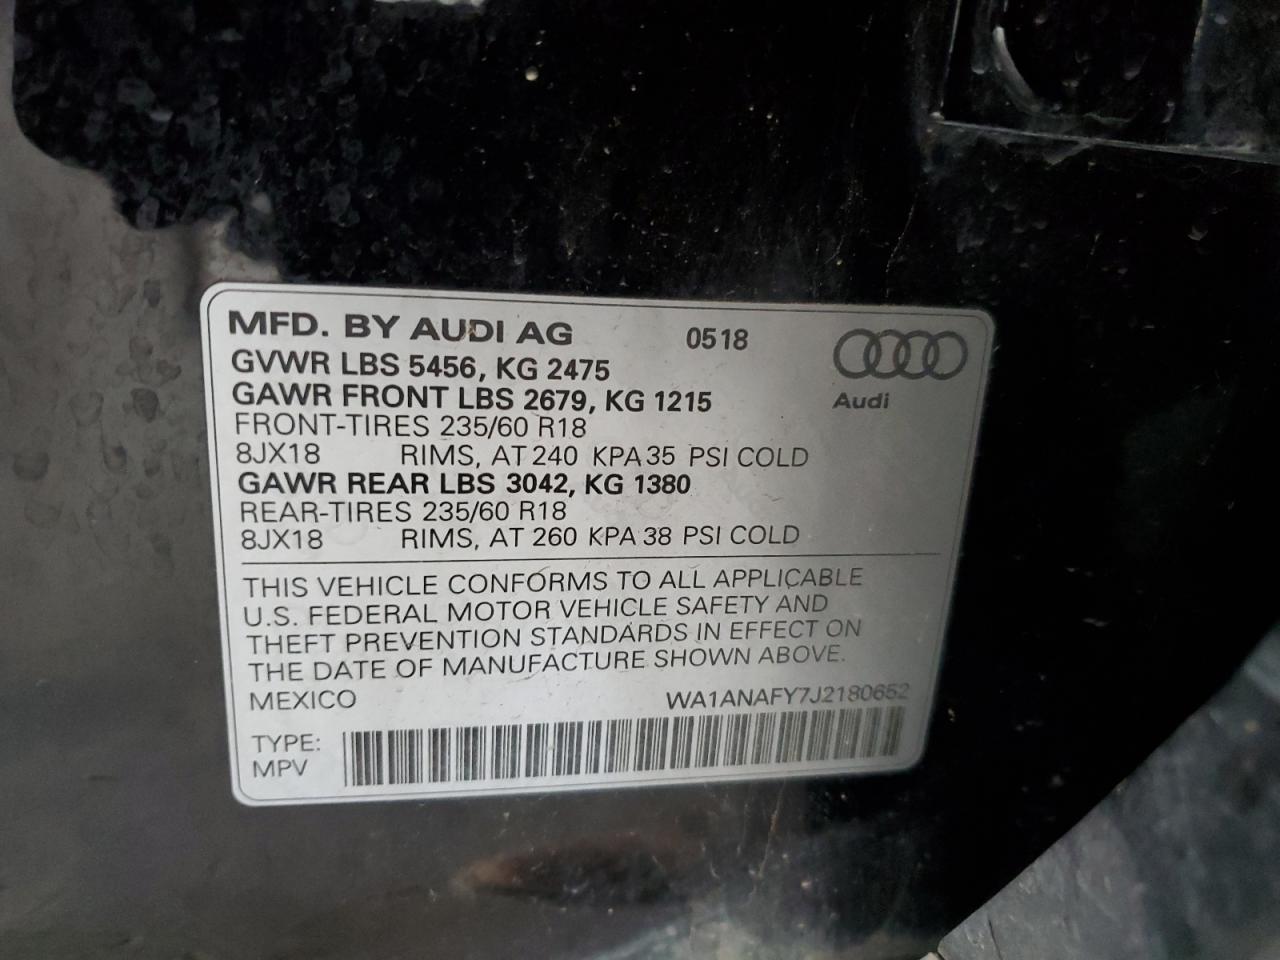 MFD. BY AUDI AG 0518
GVWR LBS 5456, KG 2475
GAWR FRONT LBS 2679, KG 1215
Audi
FRONT-TIRES 235/60 R18
8JX18 RIMS, AT 240 KPA 35 PSI COLD
GAWR REAR LBS 3042, KG 1380
REAR-TIRES 235/60 R18
8JX18 RIMS, AT 260 KPA 38 PSI COLD
THIS VEHICLE CONFORMS TO ALL APPLICABLE
U.S. FEDERAL MOTOR VEHICLE SAFETY AND
THEFT PREVENTION STANDARDS IN EFFECT ON
THE DATE OF MANUFACTURE SHOWN ABOVE.
MEXICO WA1ANAFY7J2180652
TYPE:
MPV